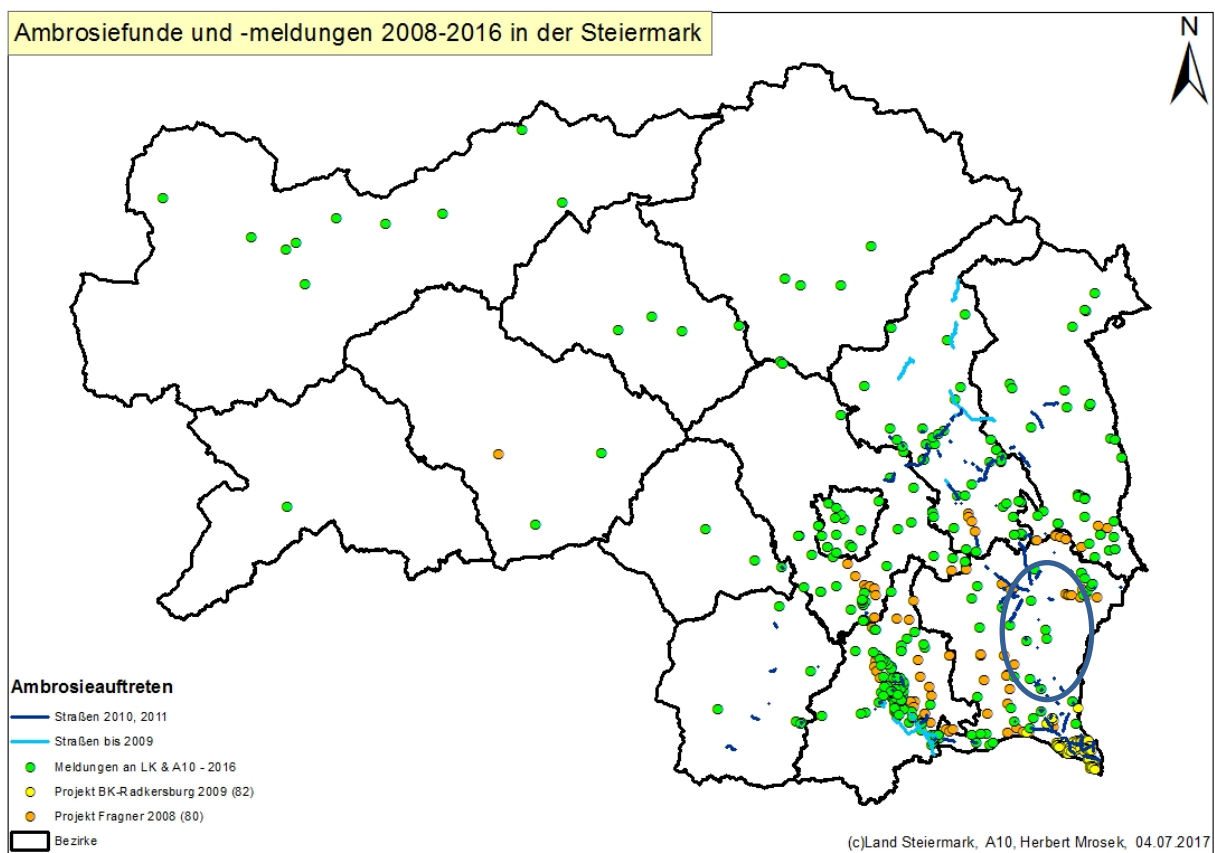 Ambrosiefunde und -meldungen 2008-2016 in der Steiermark
N
Ambrosieauftreten
Straßen 2010, 2011
Straßen bis 2009
Meldungen an LK & A10 - 2016
Projekt BK-Radkersburg 2009 (82)
Projekt Fragner 2008 (80)
Bezirke
(c)Land Steiermark, A10, Herbert Mrosek, 04.07.2017